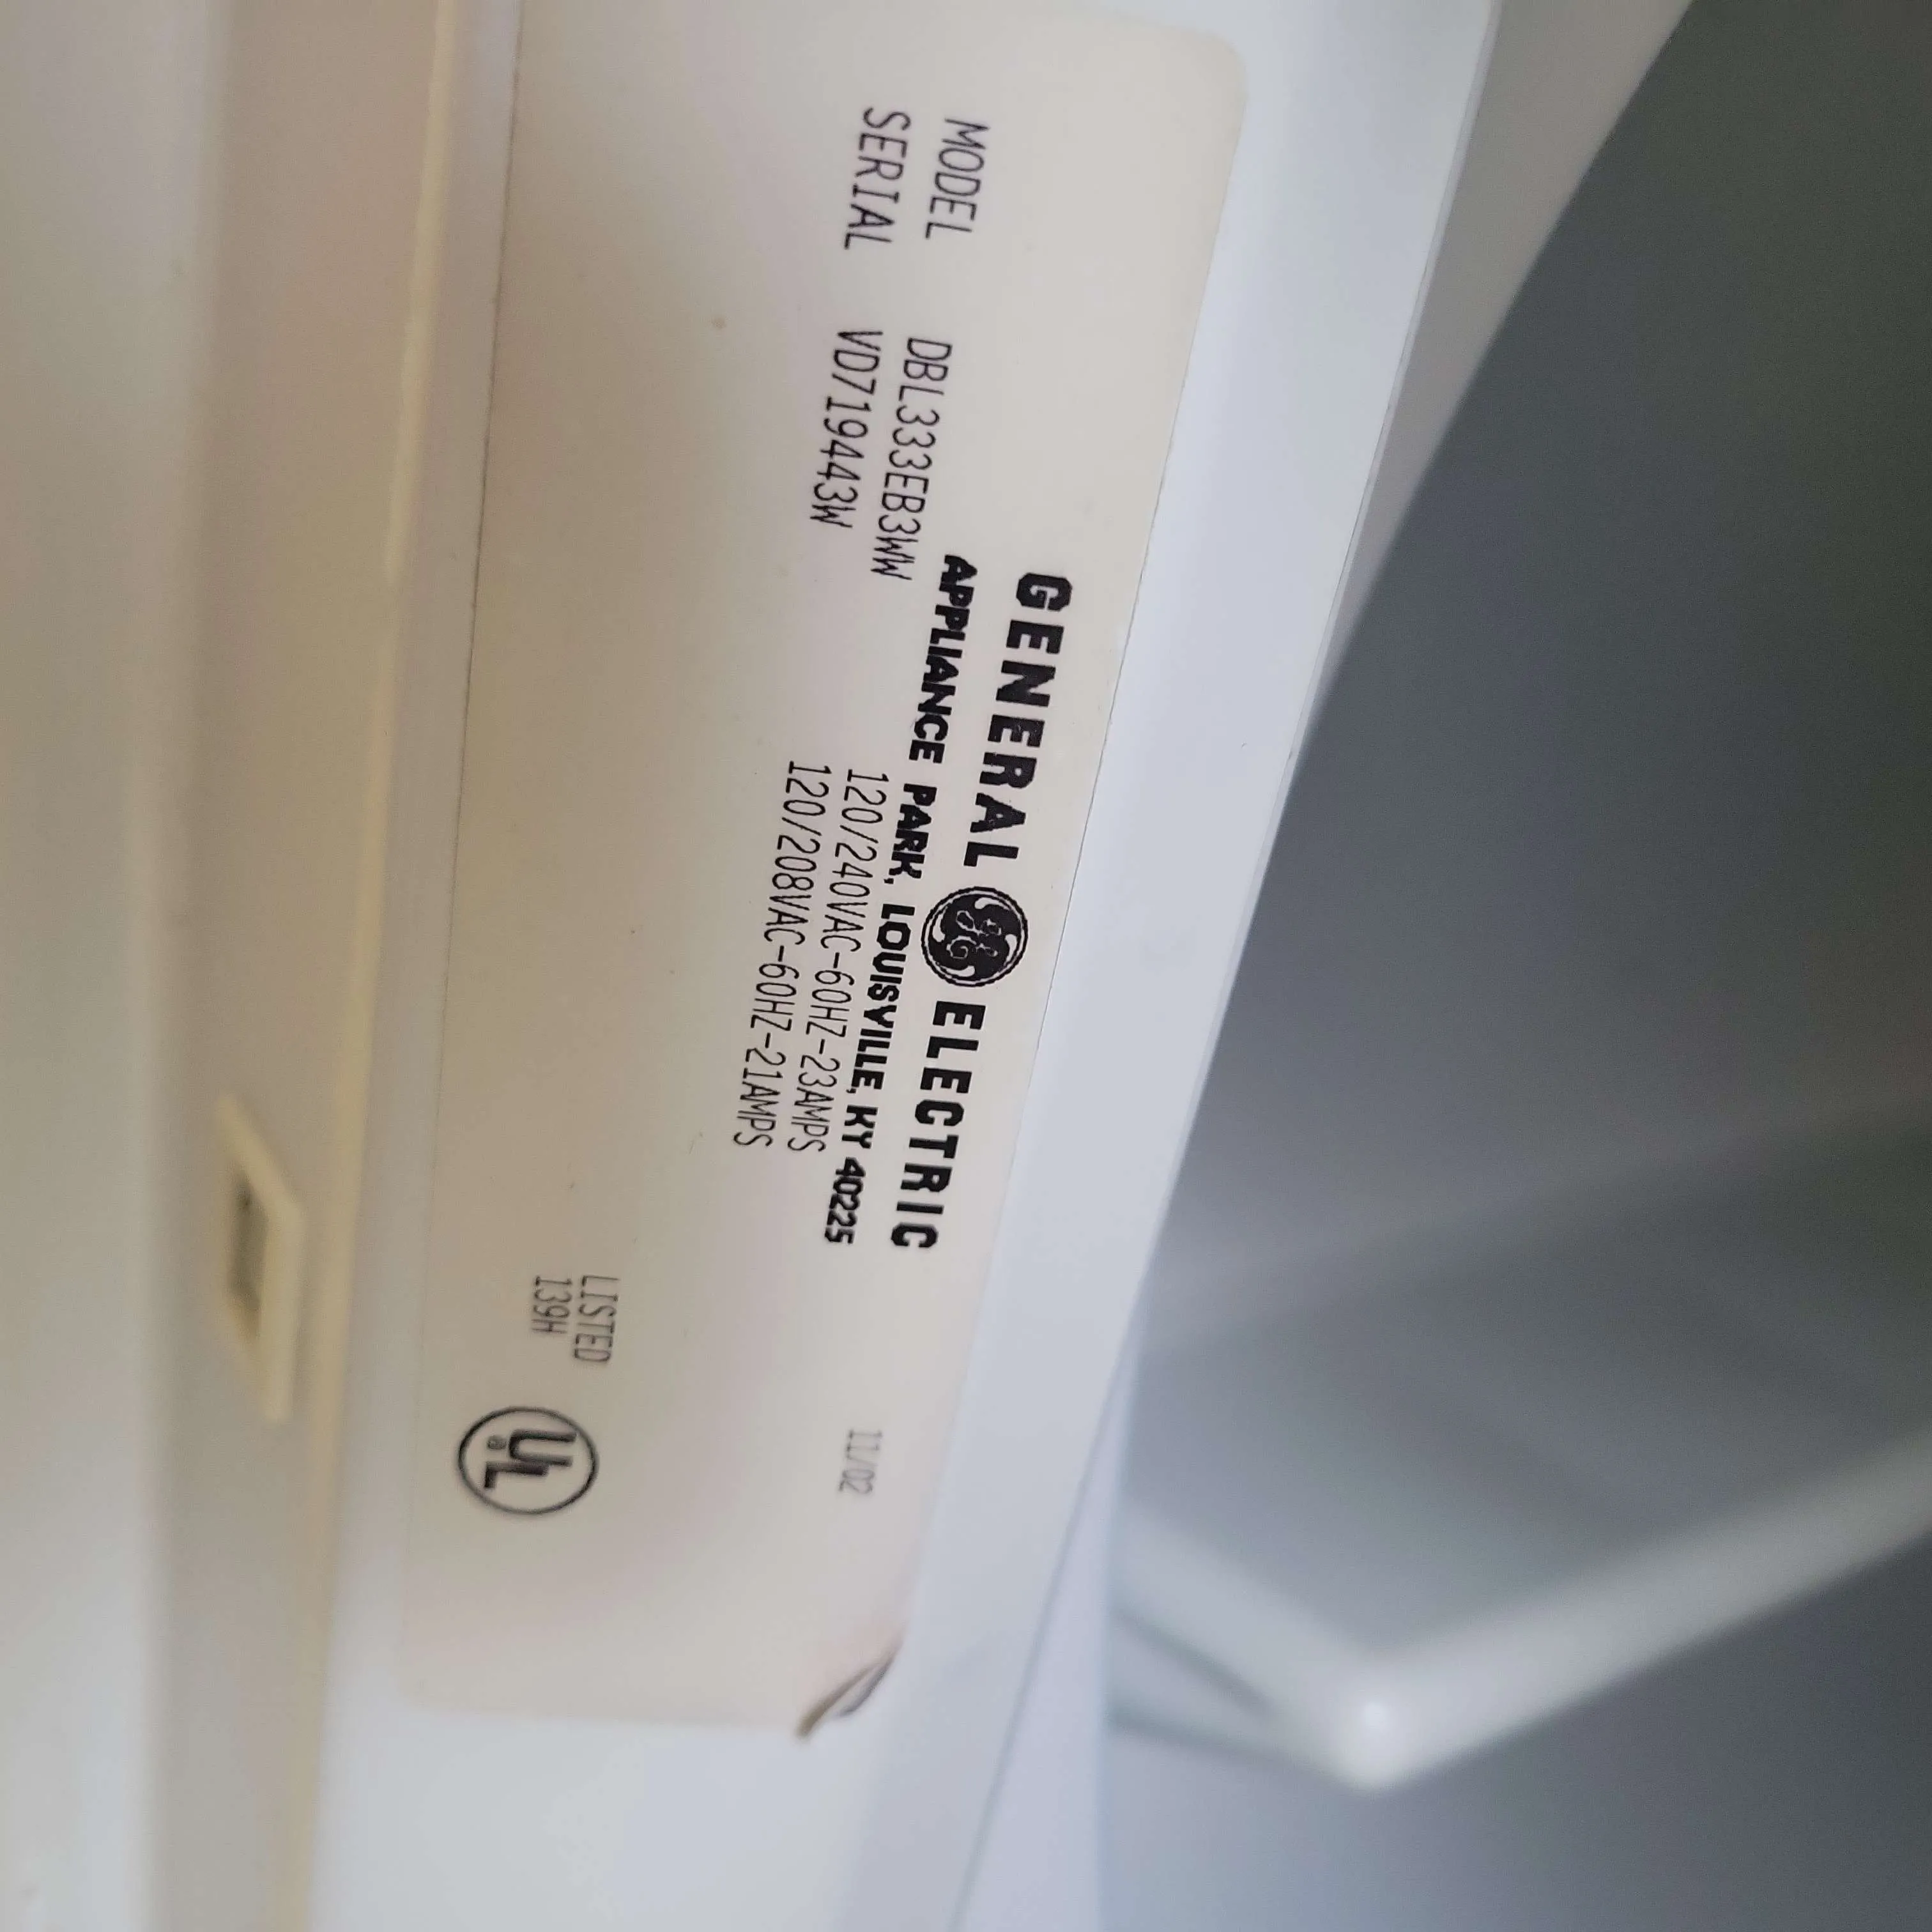 GENERAL GE ELECTRIC
APPLIANCE PARK, LOUISVILLE, KY 40225
MODEL DBL333EB3WW
SERIAL VD719443W
120/240VAC-60HZ-23AMPS
120/208VAC-60HZ-21AMPS
11/02
LISTED
139H
UL
®